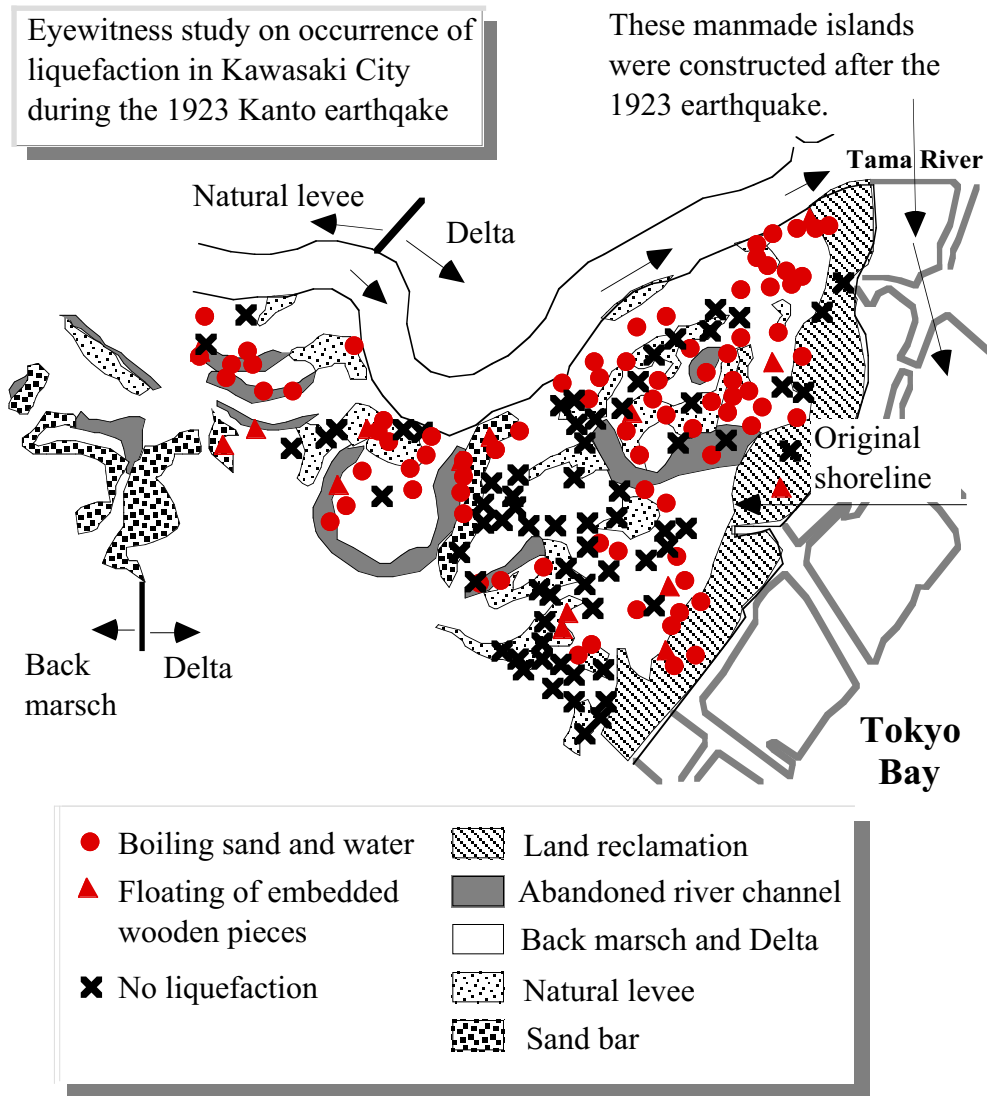 Eyewitness study on occurrence of
liquefaction in Kawasaki City
during the 1923 Kanto earthqake
These manmade islands
were constructed after the
1923 earthquake.
Tama River
Natural levee
Delta
Original
shoreline
Back
marsch
Delta
Tokyo
Bay
Boiling sand and water
Floating of embedded
wooden pieces
No liquefaction
Land reclamation
Abandoned river channel
Back marsch and Delta
Natural levee
Sand bar